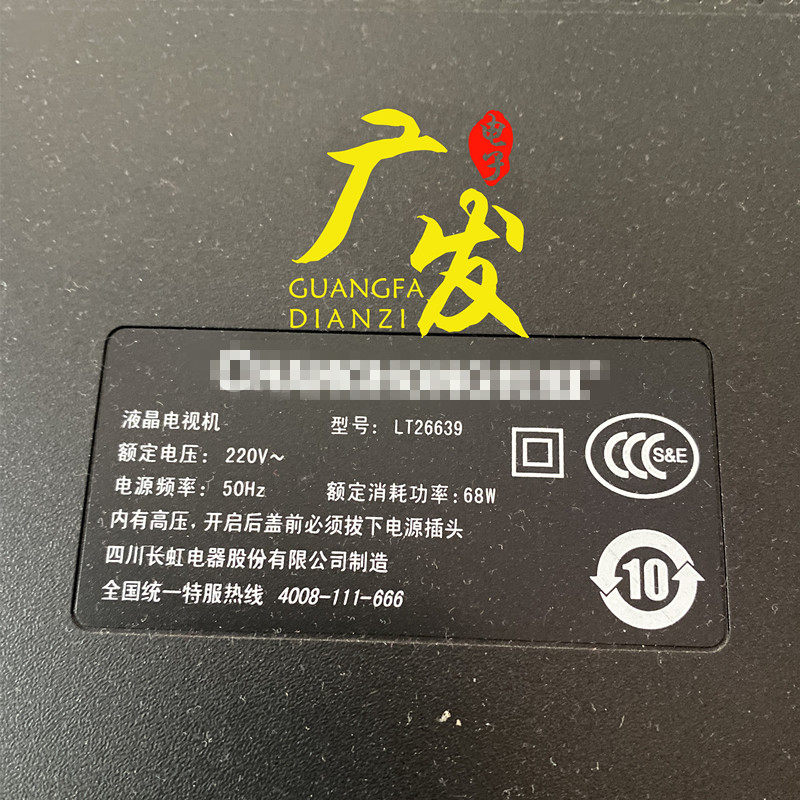 广发
电子
GUANGFA
DIANZI
液晶电视机 型号: LT26639
额定电压: 220V~
电源频率: 50Hz 额定消耗功率:68W
内有高压,开启后盖前必须拔下电源插头
四川长虹电器股份有限公司制造
全国统一特服热线 4008-111-666
CCC S&E
10